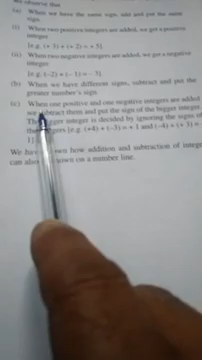 We observe that
(a) When we have the same sign, add and put the same
sign.
(i) When two positive integers are added, we get a positive
integer
[e.g. (+ 3) + (+ 2) = + 5].
(ii) When two negative integers are added, we get a negative
integer
[e.g. (–2) + (– 1) = – 3].
(b) When we have different signs, subtract and put the
greater number's sign
(c) When one positive and one negative integers are added
we subtract them and put the sign of the bigger integer.
The bigger integer is decided by ignoring the signs of
the integers [e.g. (+4) + (–3) = + 1 and (–4) + (+ 3) =
1].
We have shown how addition and subtraction of integers
can also shown on a number line.